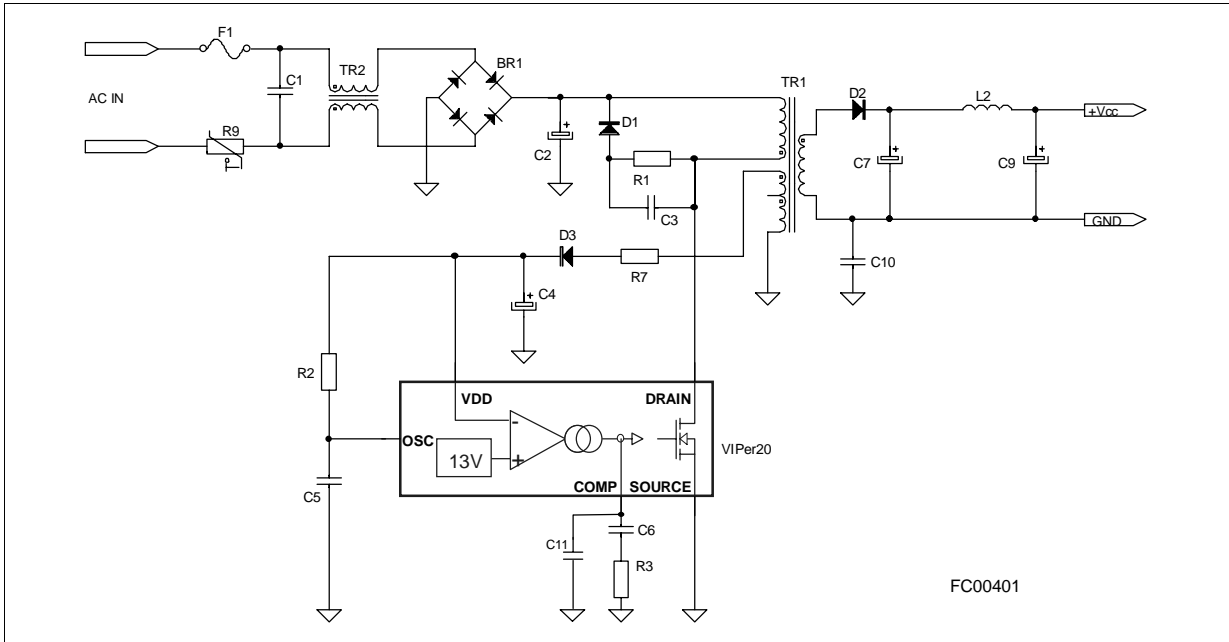 F1
TR2
BR1
C1
AC IN
R9
T°
C2
D1
R1
C3
TR1
D2
L2
+Vcc
C7
C9
GND
C10
D3
R7
C4
R2
VDD
DRAIN
OSC
-
+
13V
VIPer20
COMP
SOURCE
C5
C11
C6
R3
FC00401